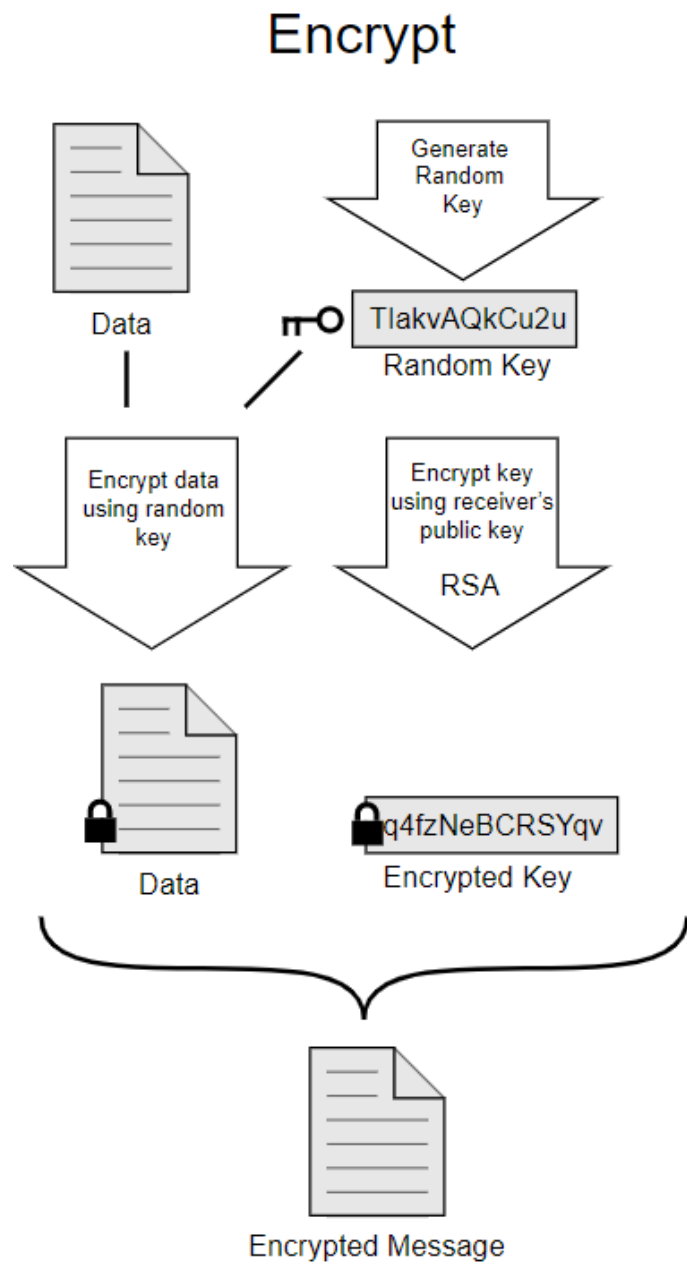 Encrypt
Generate
Random
Key
Data
TIakvAQkCu2u
Random Key
Encrypt data
using random
key
Encrypt key
using receiver's
public key
RSA
Data
q4fzNeBCRSYqv
Encrypted Key
Encrypted Message